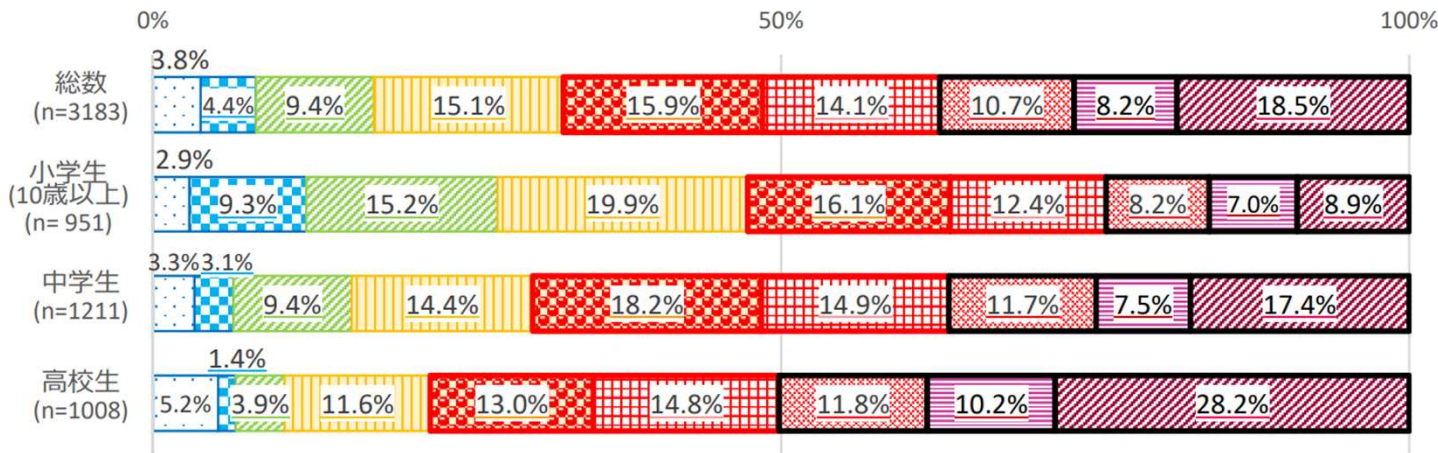 0% 50% 100%
3.8%
総数
(n=3183)
4.4% 9.4% 15.1% 15.9% 14.1% 10.7% 8.2% 18.5%
2.9%
小学生
(10歳以上)
(n= 951)
9.3% 15.2% 19.9% 16.1% 12.4% 8.2% 7.0% 8.9%
3.3% 3.1%
中学生
(n=1211)
9.4% 14.4% 18.2% 14.9% 11.7% 7.5% 17.4%
1.4%
高校生
(n=1008)
5.2% 3.9% 11.6% 13.0% 14.8% 11.8% 10.2% 28.2%